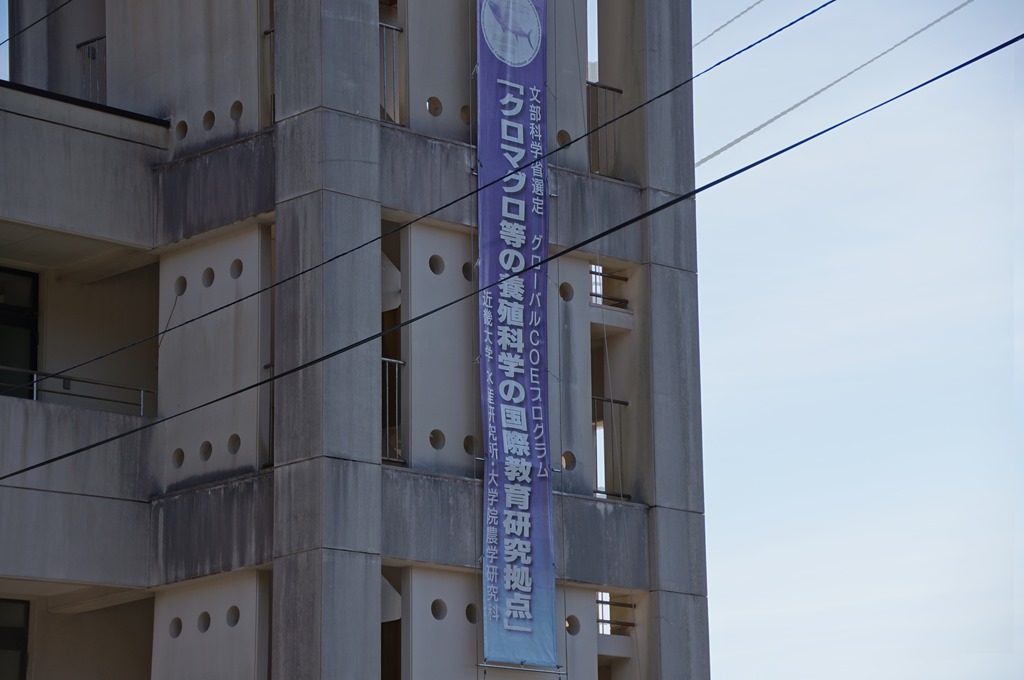 文部科学省選定 グローバルCOEプログラム
「クロマグロ等の養殖科学の国際教育研究拠点」
近畿大学 水産研究所・大学院農学研究科